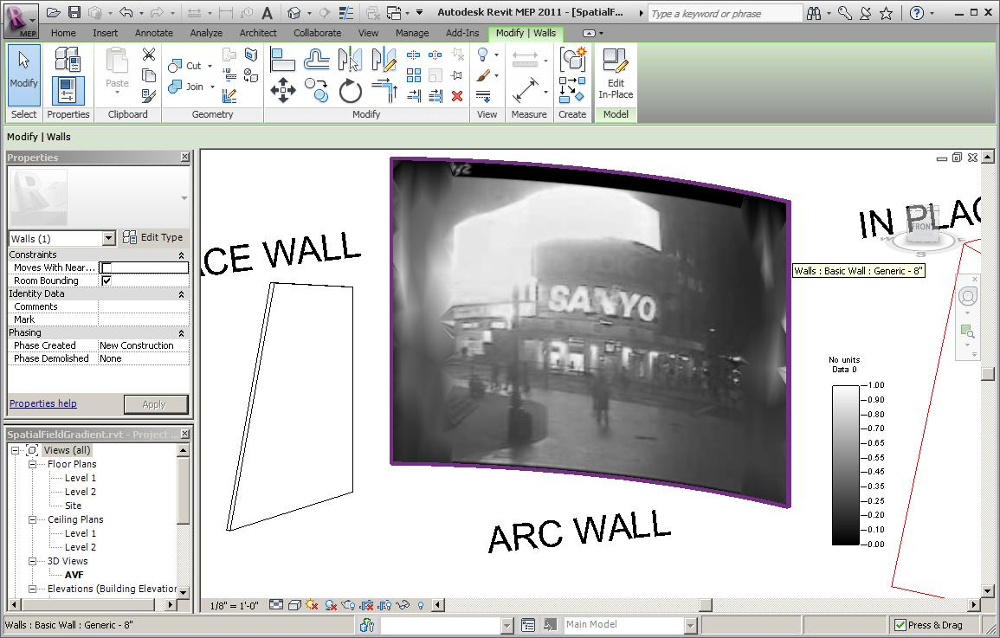 Autodesk Revit MEP 2011 - [SpatialF...
Type a keyword or phrase
MEP
Home Insert Annotate Analyze Architect Collaborate View Manage Add-Ins Modify | Walls
Modify
Paste
Cut
Join
Edit
In-Place
Select Properties Clipboard Geometry Modify View Measure Create Model
Modify | Walls
Properties
Walls (1)
Edit Type
Constraints
Moves With Near...
Room Bounding
Identity Data
Comments
Mark
Phasing
Phase Created New Construction
Phase Demolished None
Properties help
Apply
SpatialFieldGradient.rvt - Project ...
Views (all)
Floor Plans
Level 1
Level 2
Site
Ceiling Plans
Level 1
Level 2
3D Views
AVF
Elevations (Building Elevation
CE WALL
SANYO
ARC WALL
IN PLAC
FRONT
W
S
E
Walls : Basic Wall : Generic - 8"
No units
Data 0
1.00
0.90
0.80
0.70
0.65
0.55
0.45
0.35
0.25
0.20
0.10
0.00
1/8" = 1'-0"
Walls : Basic Wall : Generic - 8"
Main Model
Press & Drag